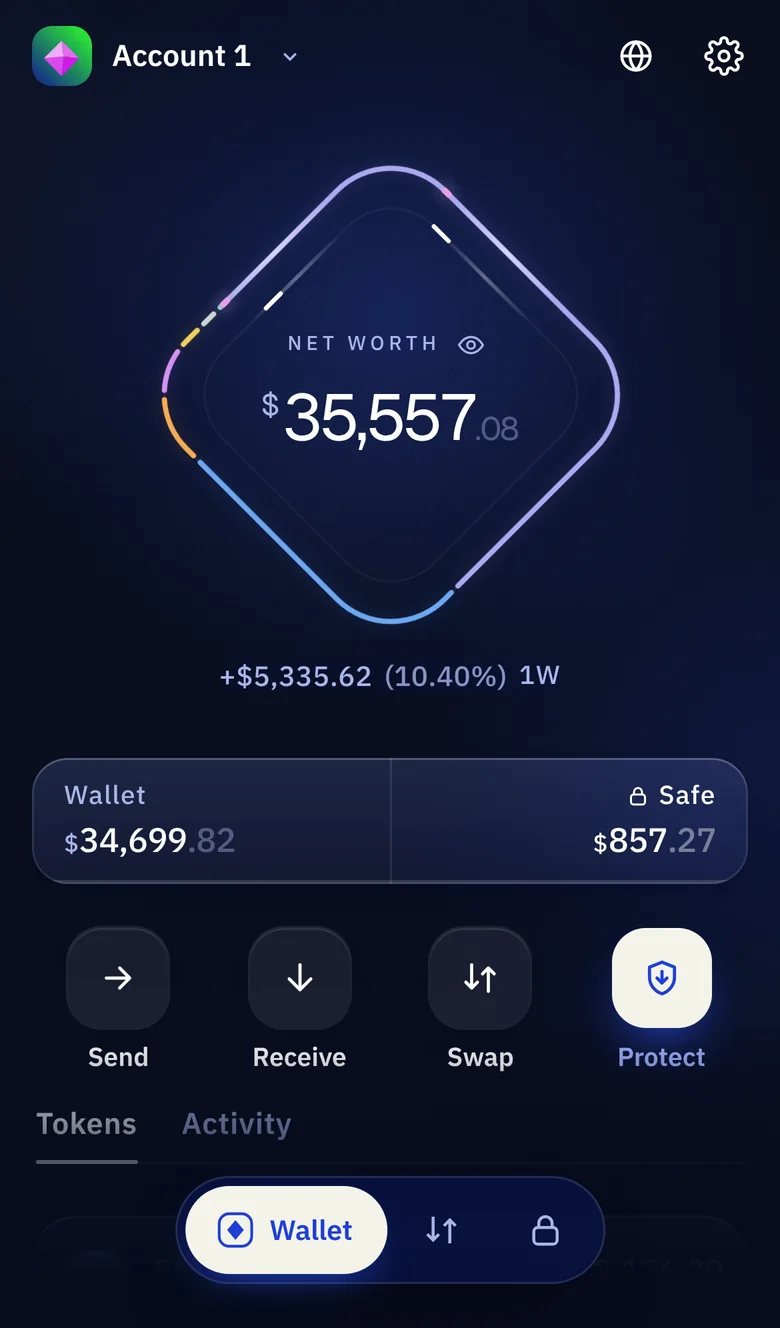 Account 1
NET WORTH
$35,557.08
+$5,335.62 (10.40%) 1W
Wallet
Safe
$34,699.82
$857.27
Send
Receive
Swap
Protect
Tokens
Activity
Wallet